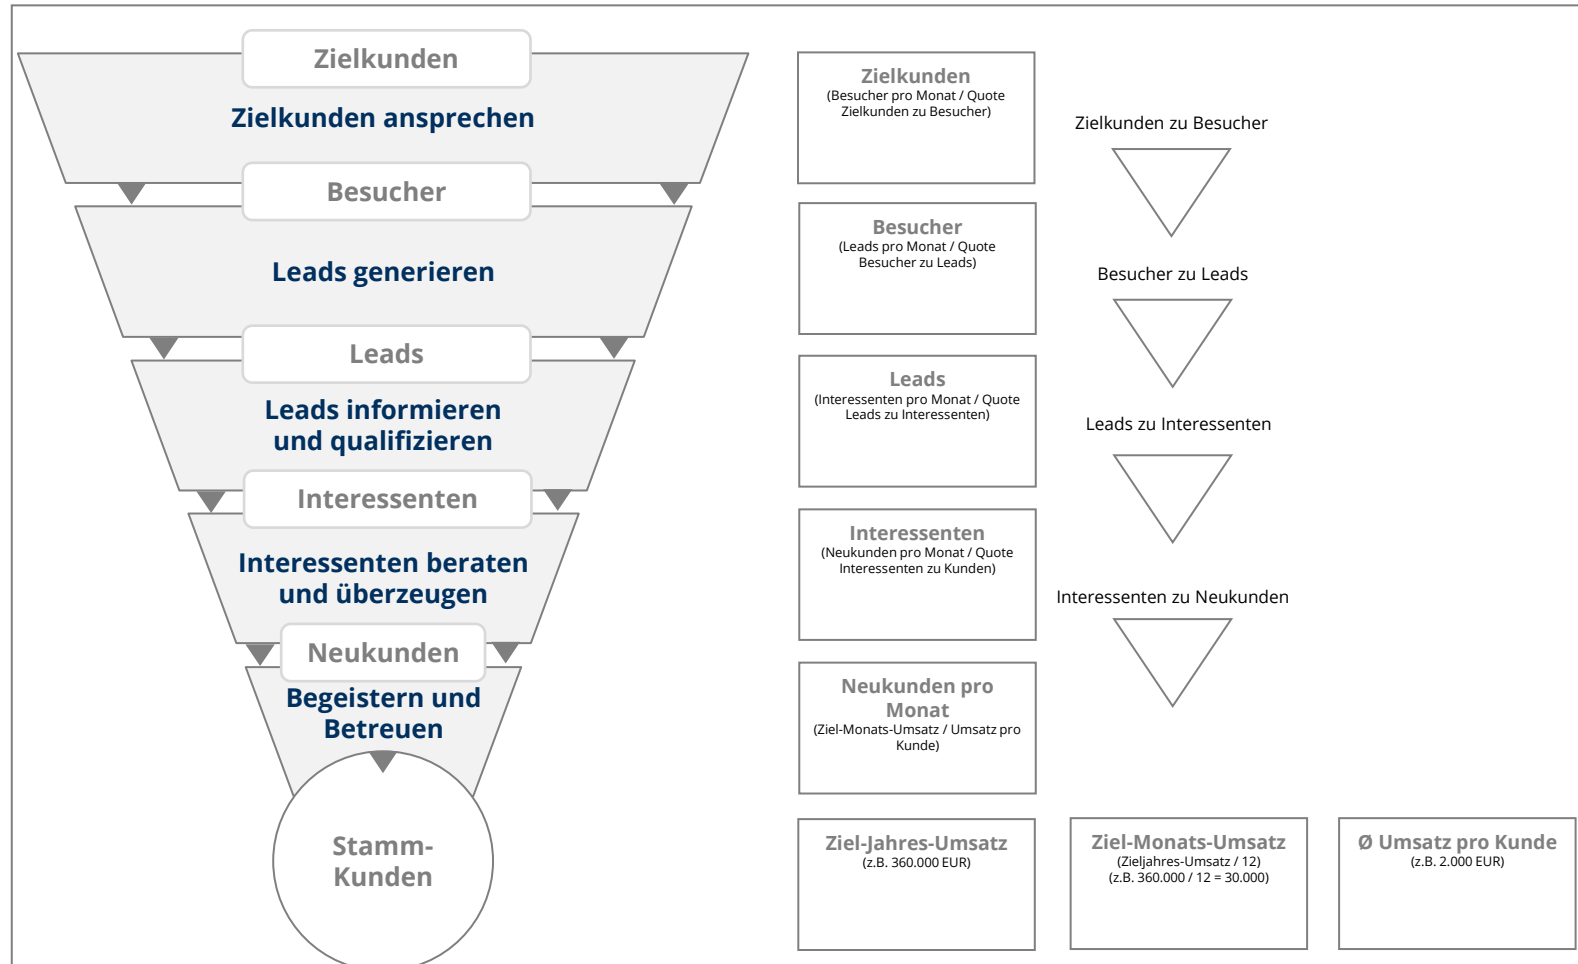 Zielkunden
Zielkunden ansprechen
Besucher
Leads generieren
Leads
Leads informieren
und qualifizieren
Interessenten
Interessenten beraten
und überzeugen
Neukunden
Begeistern und
Betreuen
Stamm-
Kunden
Zielkunden
(Besucher pro Monat / Quote
Zielkunden zu Besucher)
Besucher
(Leads pro Monat / Quote
Besucher zu Leads)
Leads
(Interessenten pro Monat / Quote
Leads zu Interessenten)
Interessenten
(Neukunden pro Monat / Quote
Interessenten zu Kunden)
Neukunden pro
Monat
(Ziel-Monats-Umsatz / Umsatz pro
Kunde)
Zielkunden zu Besucher
Besucher zu Leads
Leads zu Interessenten
Interessenten zu Neukunden
Ziel-Jahres-Umsatz
(z.B. 360.000 EUR)
Ziel-Monats-Umsatz
(Zieljahres-Umsatz / 12)
(z.B. 360.000 / 12 = 30.000)
Ø Umsatz pro Kunde
(z.B. 2.000 EUR)